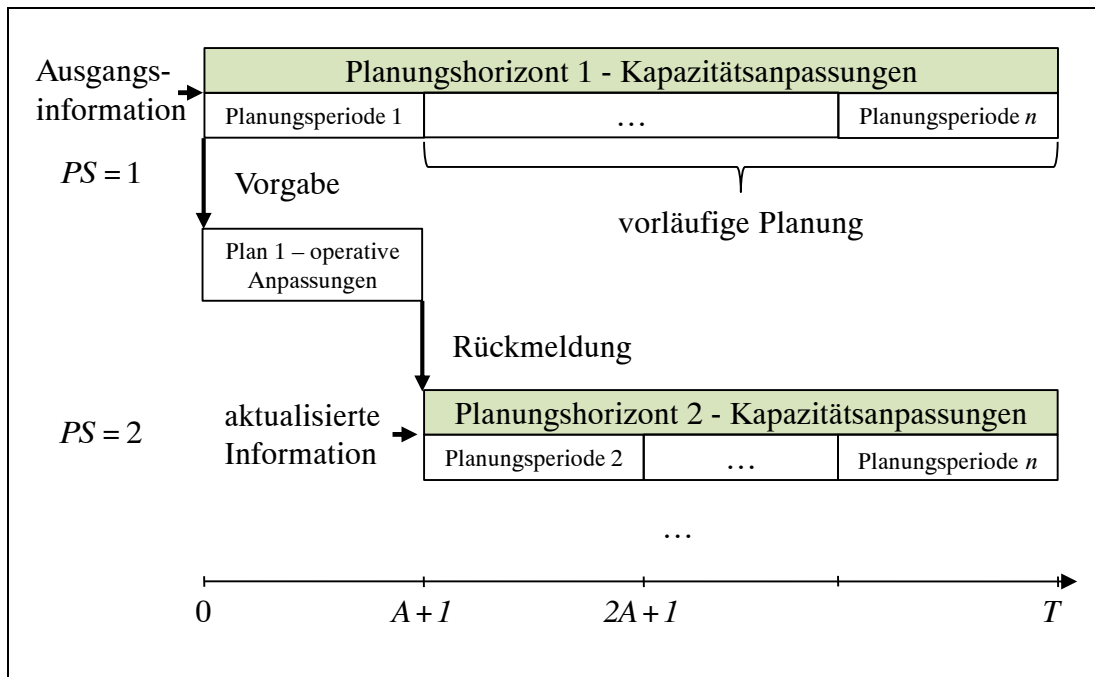 Ausgangs-
information
Planungshorizont 1 - Kapazitätsanpassungen
Planungsperiode 1
…
Planungsperiode n
PS = 1
Vorgabe
vorläufige Planung
Plan 1 – operative
Anpassungen
Rückmeldung
PS = 2
aktualisierte
Information
Planungshorizont 2 - Kapazitätsanpassungen
Planungsperiode 2
…
Planungsperiode n
…
0
A + 1
2A + 1
T